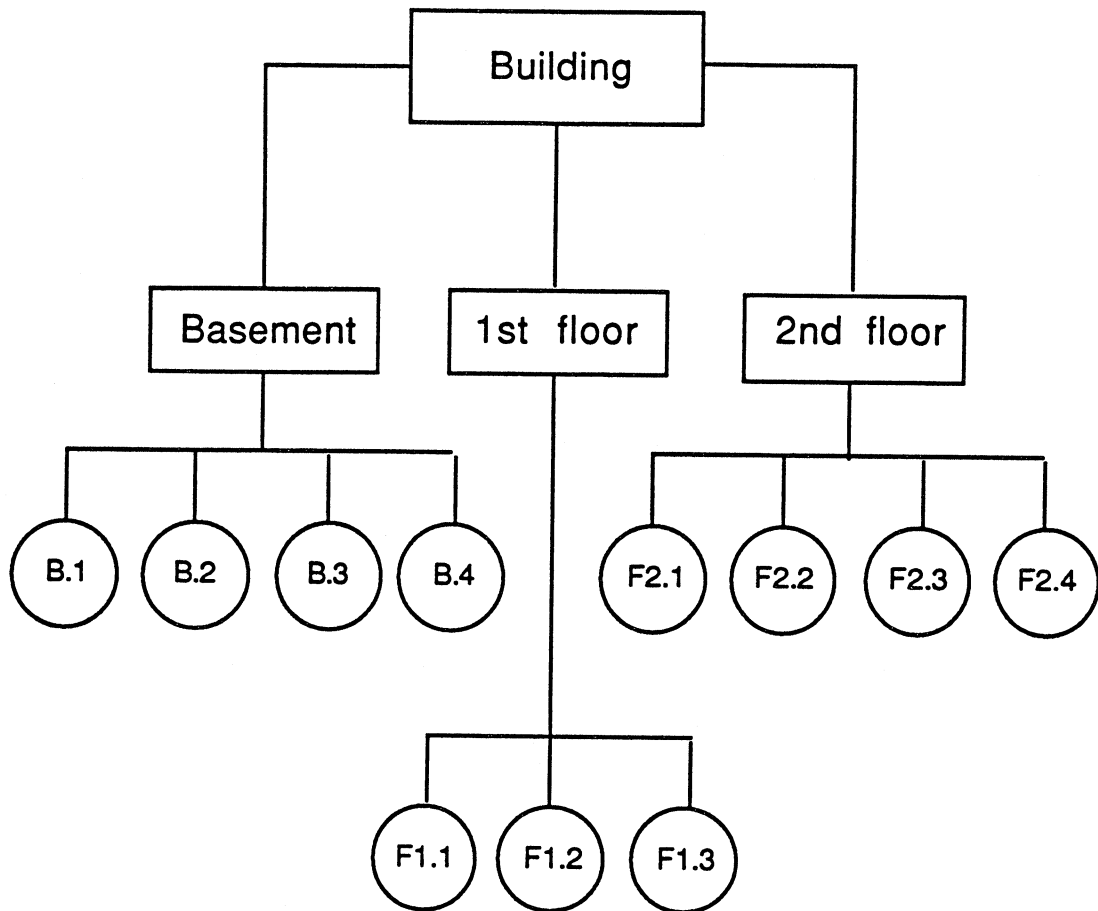 Building
Basement
1st floor
2nd floor
B.1
B.2
B.3
B.4
F2.1
F2.2
F2.3
F2.4
F1.1
F1.2
F1.3